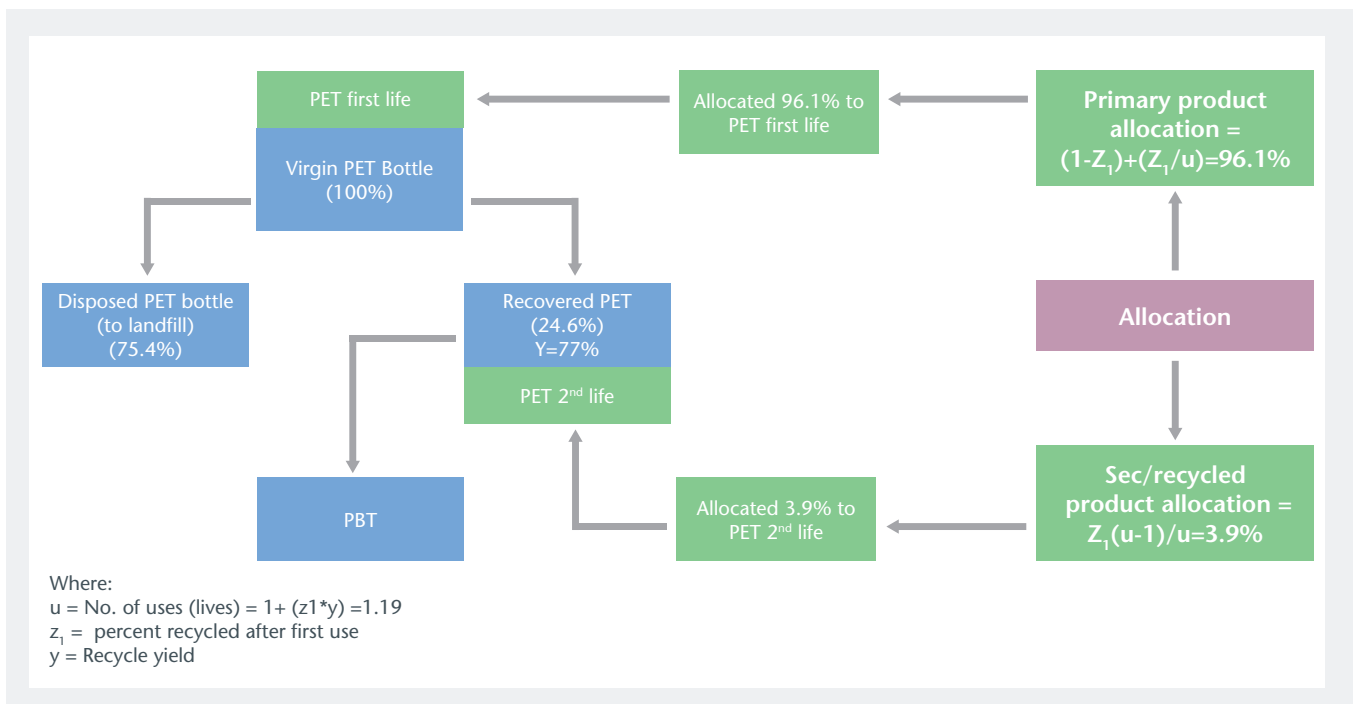 PET first life
Virgin PET Bottle
(100%)
Allocated 96.1% to
PET first life
Primary product
allocation =
(1-Z₁)+(Z₁/u)=96.1%
Disposed PET bottle
(to landfill)
(75.4%)
Recovered PET
(24.6%)
Y=77%
PET 2ⁿᵈ life
Allocation
PBT
Allocated 3.9% to
PET 2ⁿᵈ life
Sec/recycled
product allocation =
Z₁(u-1)/u=3.9%
Where:
u = No. of uses (lives) = 1+ (z1*y) =1.19
z₁ = percent recycled after first use
y = Recycle yield